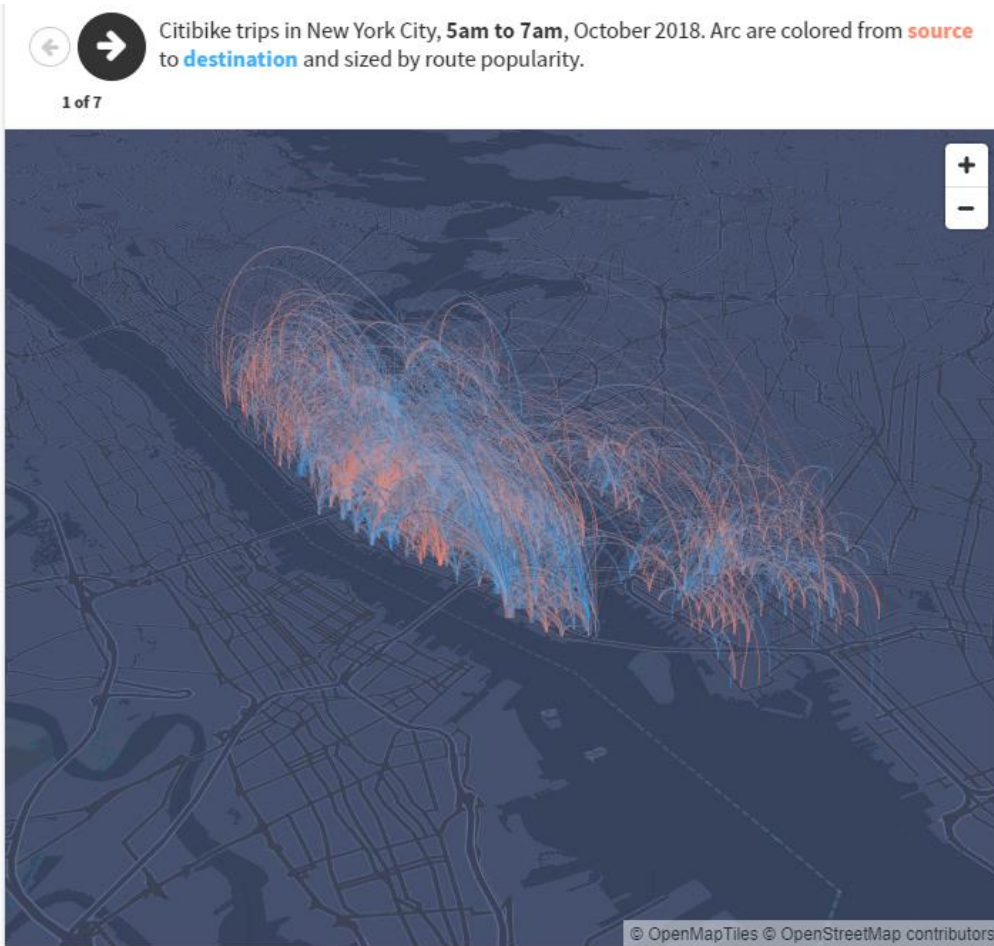 Citibike trips in New York City, 5am to 7am, October 2018. Arc are colored from source
to destination and sized by route popularity.
1 of 7
+
−
© OpenMapTiles © OpenStreetMap contributors